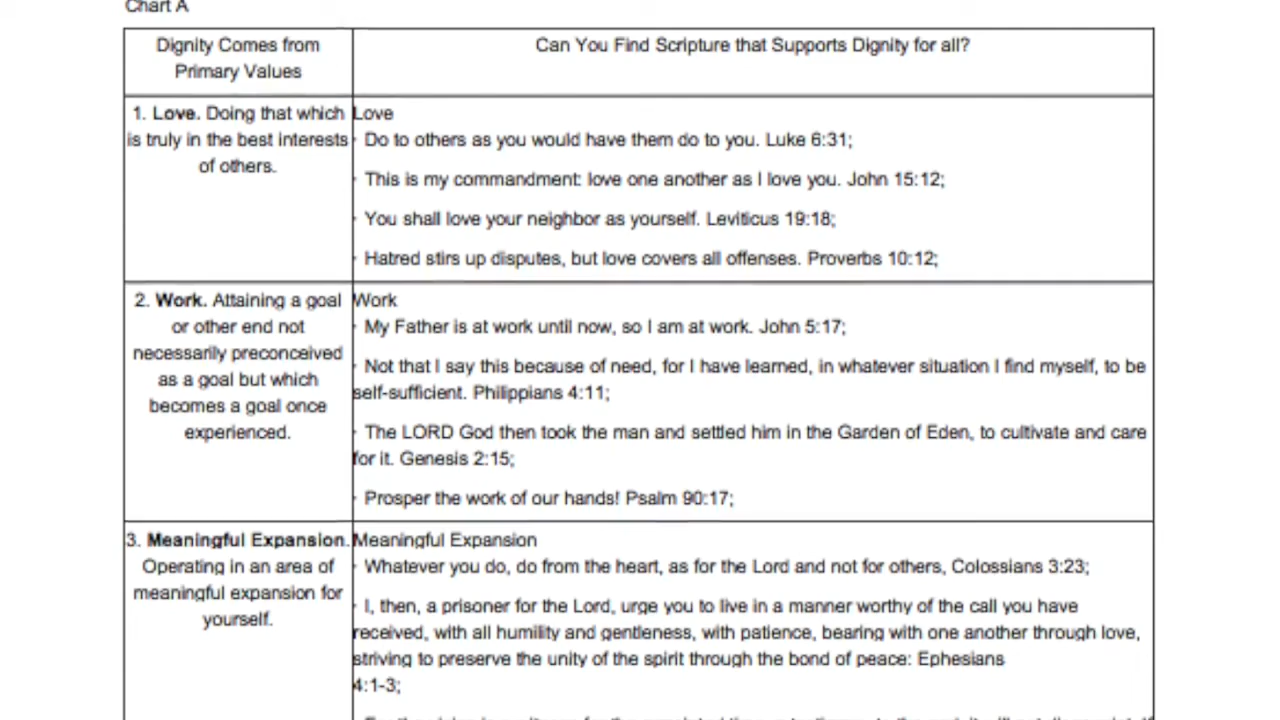 Chart A
Dignity Comes from
Primary Values
Can You Find Scripture that Supports Dignity for all?
1. Love. Doing that which
is truly in the best interests
of others.
Love
· Do to others as you would have them do to you. Luke 6:31;
· This is my commandment: love one another as I love you. John 15:12;
· You shall love your neighbor as yourself. Leviticus 19:18;
· Hatred stirs up disputes, but love covers all offenses. Proverbs 10:12;
2. Work. Attaining a goal
or other end not
necessarily preconceived
as a goal but which
becomes a goal once
experienced.
Work
· My Father is at work until now, so I am at work. John 5:17;
· Not that I say this because of need, for I have learned, in whatever situation I find myself, to be
self-sufficient. Philippians 4:11;
· The LORD God then took the man and settled him in the Garden of Eden, to cultivate and care
for it. Genesis 2:15;
· Prosper the work of our hands! Psalm 90:17;
3. Meaningful Expansion.
Operating in an area of
meaningful expansion for
yourself.
Meaningful Expansion
· Whatever you do, do from the heart, as for the Lord and not for others, Colossians 3:23;
· I, then, a prisoner for the Lord, urge you to live in a manner worthy of the call you have
received, with all humility and gentleness, with patience, bearing with one another through love,
striving to preserve the unity of the spirit through the bond of peace: Ephesians
4:1-3;